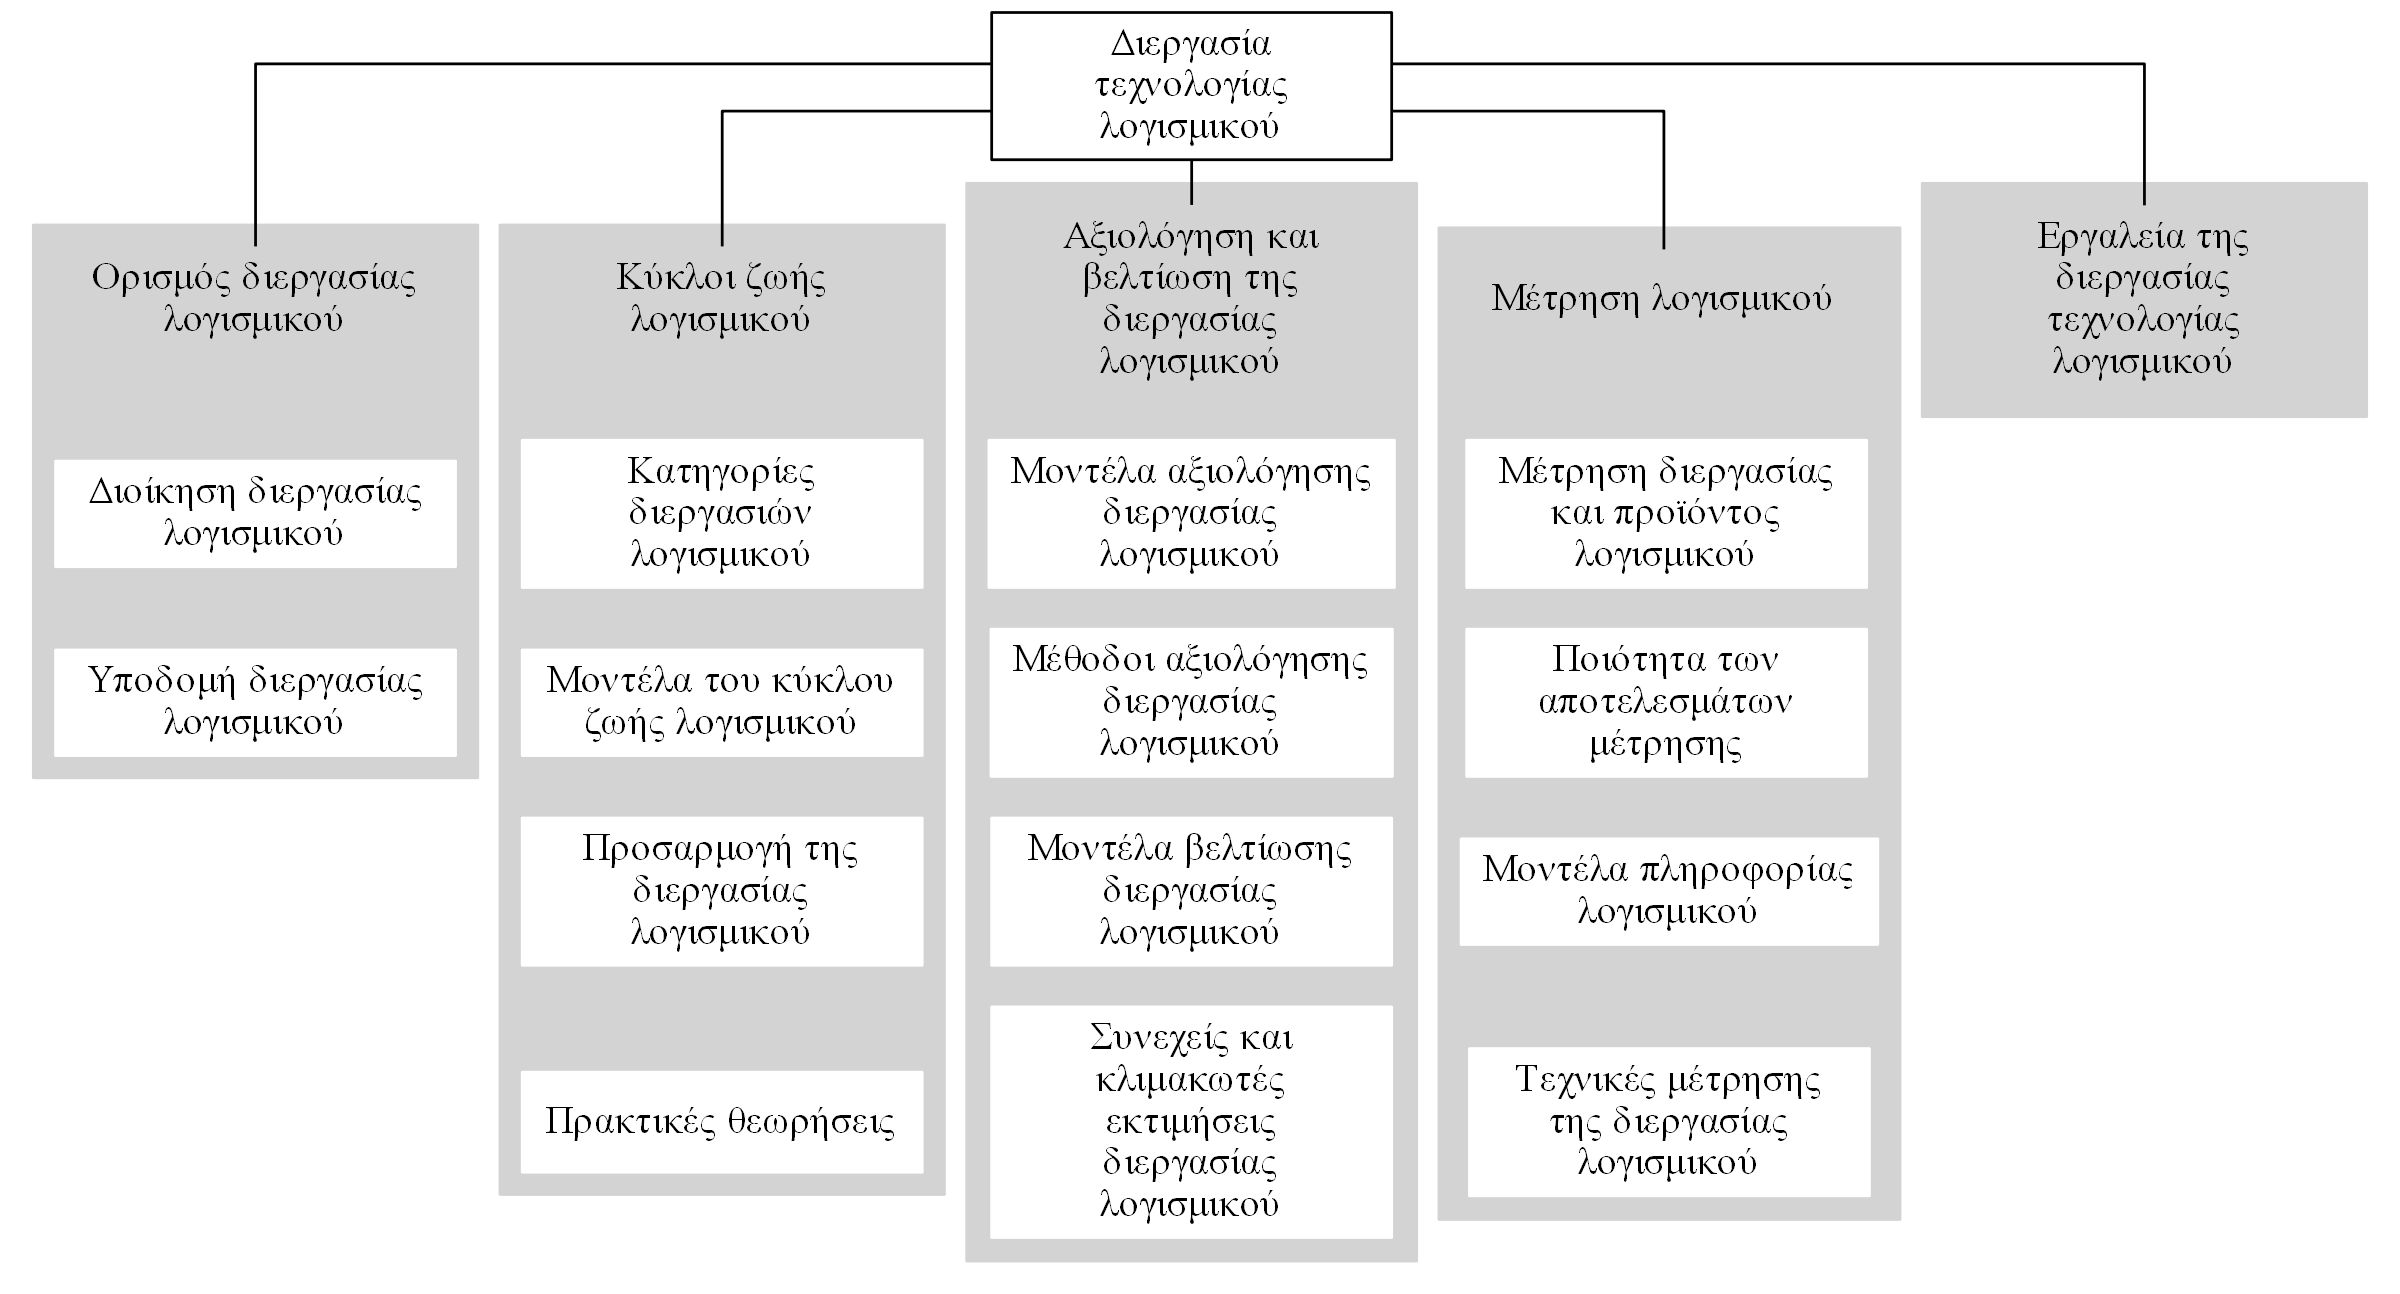 Διεργασία
τεχνολογίας
λογισμικού
Ορισμός διεργασίας
λογισμικού
Διοίκηση διεργασίας
λογισμικού
Υποδομή διεργασίας
λογισμικού
Κύκλοι ζωής
λογισμικού
Κατηγορίες
διεργασιών
λογισμικού
Μοντέλα του κύκλου
ζωής λογισμικού
Προσαρμογή της
διεργασίας
λογισμικού
Πρακτικές θεωρήσεις
Αξιολόγηση και
βελτίωση της
διεργασίας
λογισμικού
Μοντέλα αξιολόγησης
διεργασίας
λογισμικού
Μέθοδοι αξιολόγησης
διεργασίας
λογισμικού
Μοντέλα βελτίωσης
διεργασίας
λογισμικού
Συνεχείς και
κλιμακωτές
εκτιμήσεις
διεργασίας
λογισμικού
Μέτρηση λογισμικού
Μέτρηση διεργασίας
και προϊόντος
λογισμικού
Ποιότητα των
αποτελεσμάτων
μέτρησης
Μοντέλα πληροφορίας
λογισμικού
Τεχνικές μέτρησης
της διεργασίας
λογισμικού
Εργαλεία της
διεργασίας
τεχνολογίας
λογισμικού